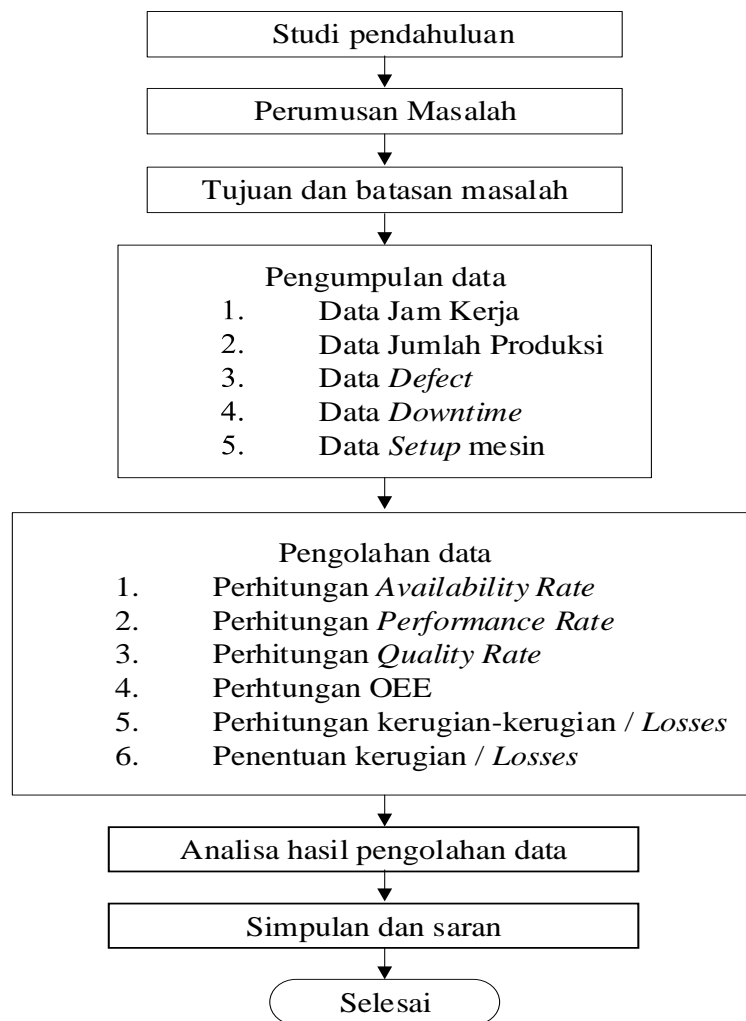 Studi pendahuluan
Perumusan Masalah
Tujuan dan batasan masalah
Pengumpulan data
1. Data Jam Kerja
2. Data Jumlah Produksi
3. Data Defect
4. Data Downtime
5. Data Setup mesin
Pengolahan data
1. Perhitungan Availability Rate
2. Perhitungan Performance Rate
3. Perhitungan Quality Rate
4. Perhtungan OEE
5. Perhitungan kerugian-kerugian / Losses
6. Penentuan kerugian / Losses
Analisa hasil pengolahan data
Simpulan dan saran
Selesai